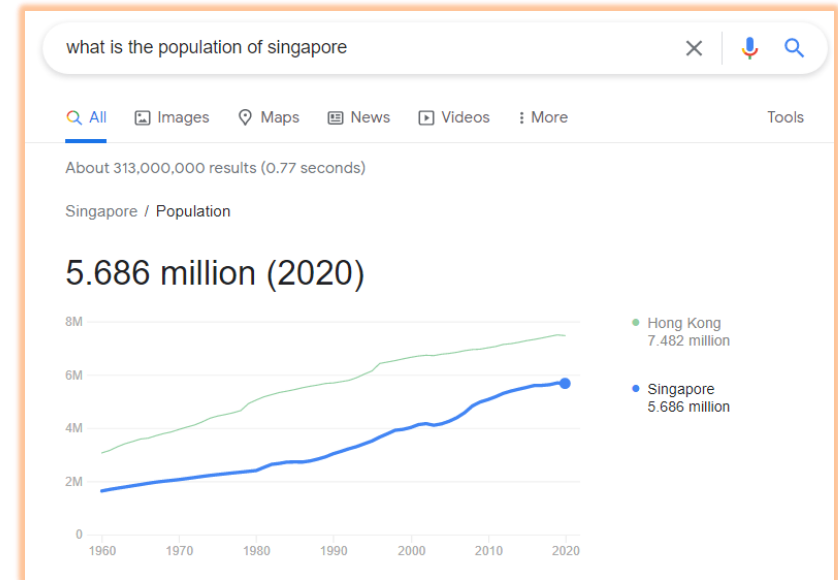 what is the population of singapore
All Images Maps News Videos More Tools
About 313,000,000 results (0.77 seconds)
Singapore / Population
5.686 million (2020)
8M
6M
4M
2M
0
1960 1970 1980 1990 2000 2010 2020
Hong Kong
7.482 million
Singapore
5.686 million